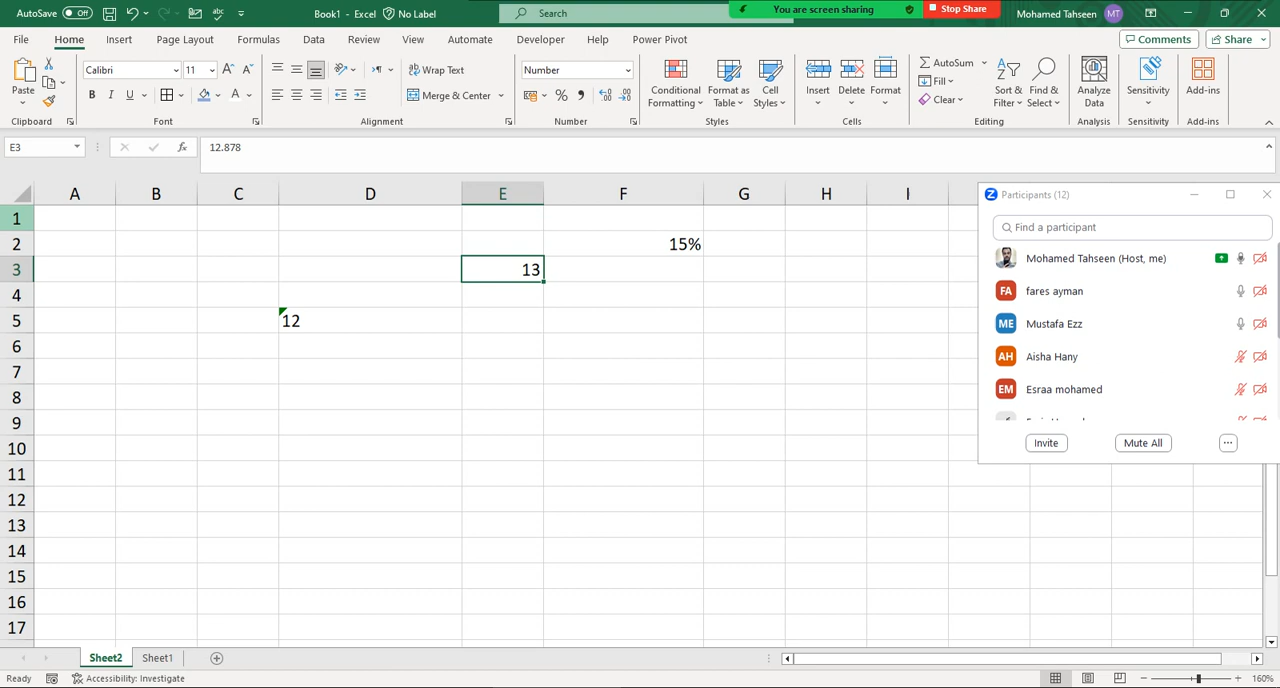 AutoSave Off Book1 - Excel No Label Search You are screen sharing Stop Share Mohamed Tahseen MT
File Home Insert Page Layout Formulas Data Review View Automate Developer Help Power Pivot Comments Share
Paste Calibri 11 Wrap Text Number Conditional Formatting Format as Table Cell Styles Insert Delete Format AutoSum Sort & Filter Find & Select Analyze Data Sensitivity Add-ins
Fill
B I U A Merge & Center % Clear
Clipboard Font Alignment Number Styles Cells Editing Analysis Sensitivity Add-ins
E3 fx 12.878
A B C D E F G H I
1
2 15%
3 13
4
5 12
6
7
8
9
10
11
12
13
14
15
16
17
Participants (12)
Find a participant
Mohamed Tahseen (Host, me)
FA fares ayman
ME Mustafa Ezz
AH Aisha Hany
EM Esraa mohamed
Invite Mute All ...
Sheet2 Sheet1
Ready Accessibility: Investigate 160%